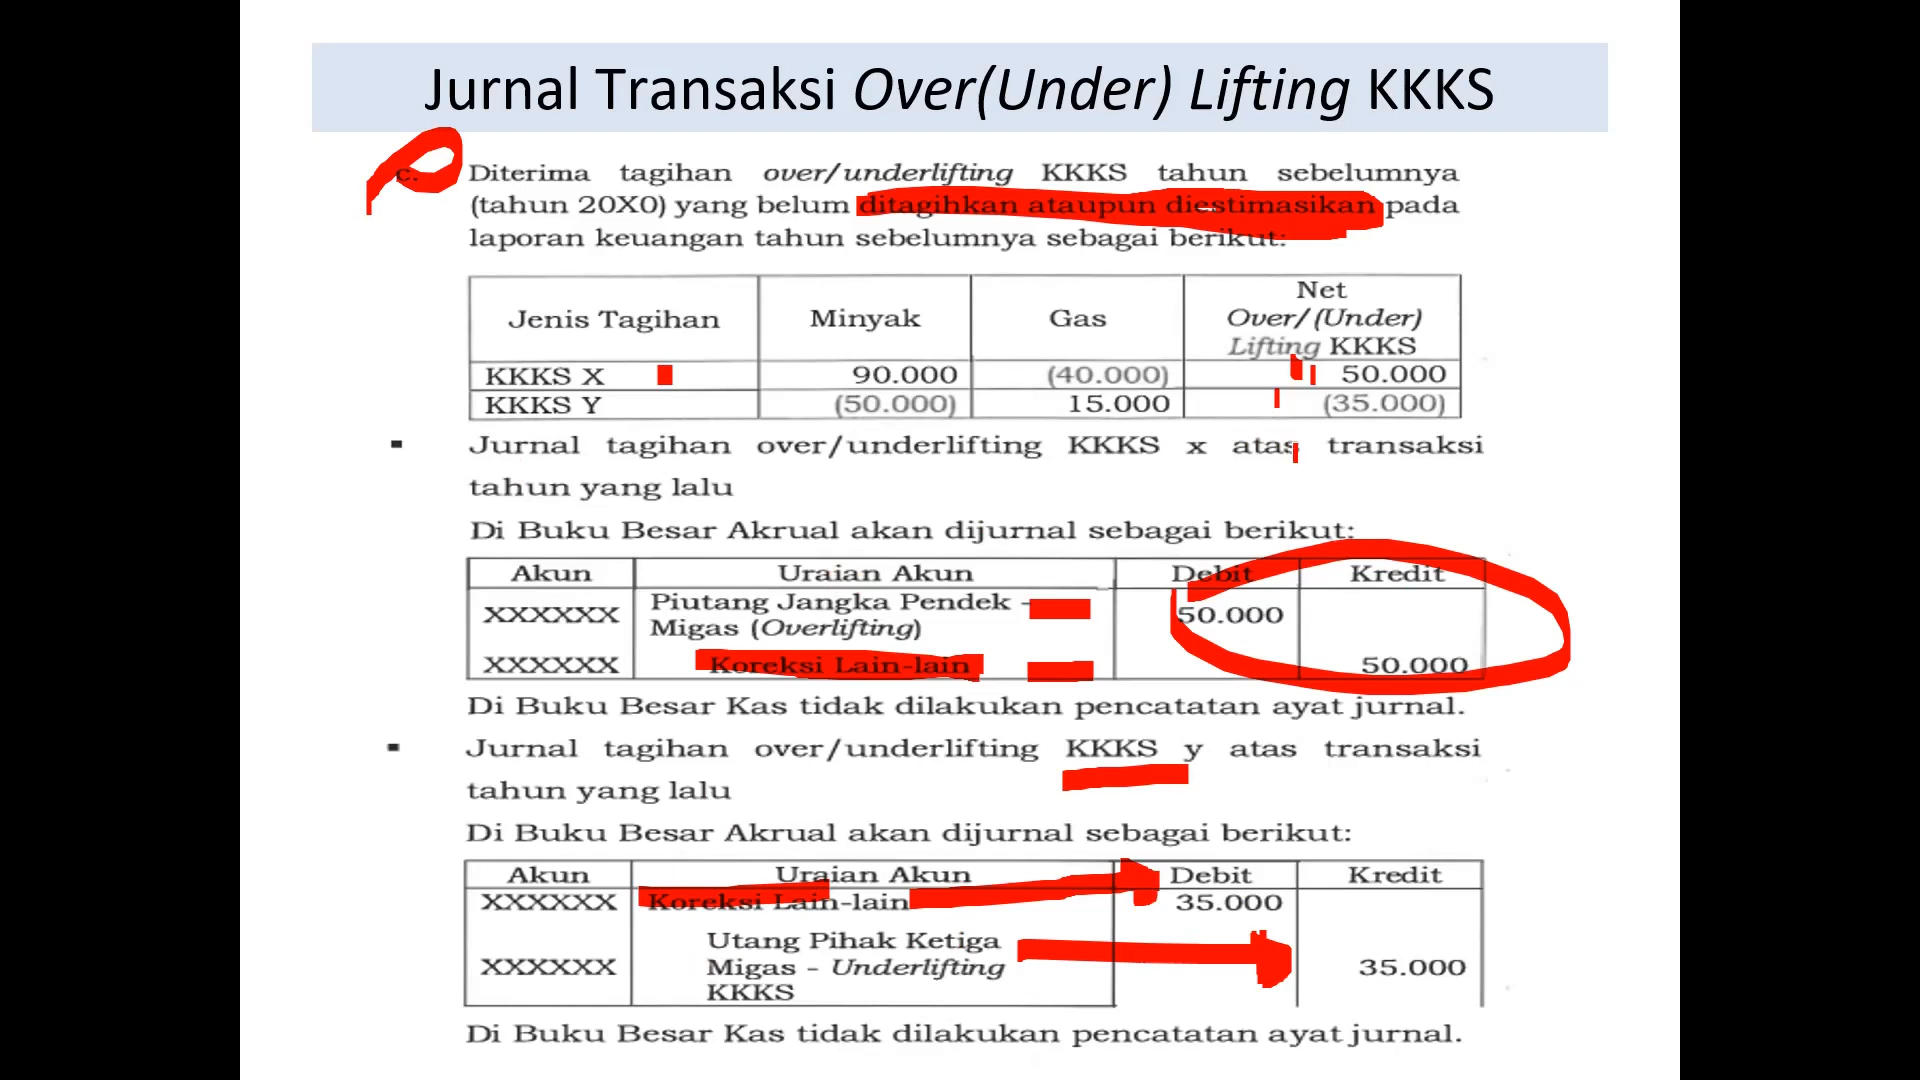 Jurnal Transaksi Over(Under) Lifting KKKS
c. Diterima tagihan over/underlifting KKKS tahun sebelumnya
(tahun 20X0) yang belum ditagihkan ataupun diestimasikan pada
laporan keuangan tahun sebelumnya sebagai berikut:
Jenis Tagihan Minyak Gas Net Over/(Under) Lifting KKKS
KKKS X 90.000 (40.000) 50.000
KKKS Y (50.000) 15.000 (35.000)
▪ Jurnal tagihan over/underlifting KKKS x atas transaksi
tahun yang lalu
Di Buku Besar Akrual akan dijurnal sebagai berikut:
Akun Uraian Akun Debit Kredit
XXXXXX Piutang Jangka Pendek - Migas (Overlifting) 50.000
XXXXXX Koreksi Lain-lain 50.000
Di Buku Besar Kas tidak dilakukan pencatatan ayat jurnal.
▪ Jurnal tagihan over/underlifting KKKS y atas transaksi
tahun yang lalu
Di Buku Besar Akrual akan dijurnal sebagai berikut:
Akun Uraian Akun Debit Kredit
XXXXXX Koreksi Lain-lain 35.000
XXXXXX Utang Pihak Ketiga Migas - Underlifting KKKS 35.000
Di Buku Besar Kas tidak dilakukan pencatatan ayat jurnal.